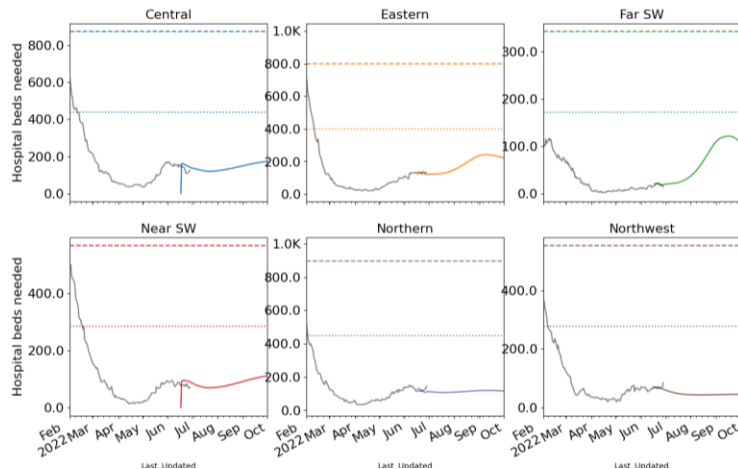 Central
Eastern
Far SW
Hospital beds needed
800.0
600.0
400.0
200.0
0.0
1.0K
800.0
600.0
400.0
200.0
0.0
300.0
200.0
100.0
0.0
Near SW
Northern
Northwest
Hospital beds needed
400.0
200.0
0.0
1.0K
800.0
600.0
400.0
200.0
0.0
400.0
200.0
0.0
Feb 2022 Mar Apr May Jun Jul Aug Sep Oct
Feb 2022 Mar Apr May Jun Jul Aug Sep Oct
Feb 2022 Mar Apr May Jun Jul Aug Sep Oct
Last Updated
Last Updated
Last Updated